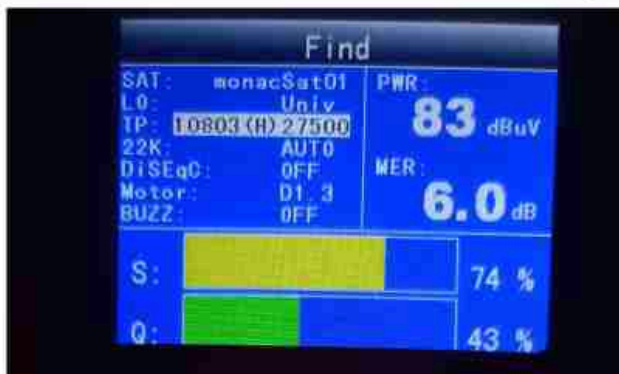 Find
SAT: monacSat01
LO: Univ
TP: 10803(H)27500
22K: AUTO
DiSEqC: OFF
Motor: D1.3
BUZZ: OFF
PWR:
83 dBuV
MER:
6.0 dB
S: 74 %
Q: 43 %